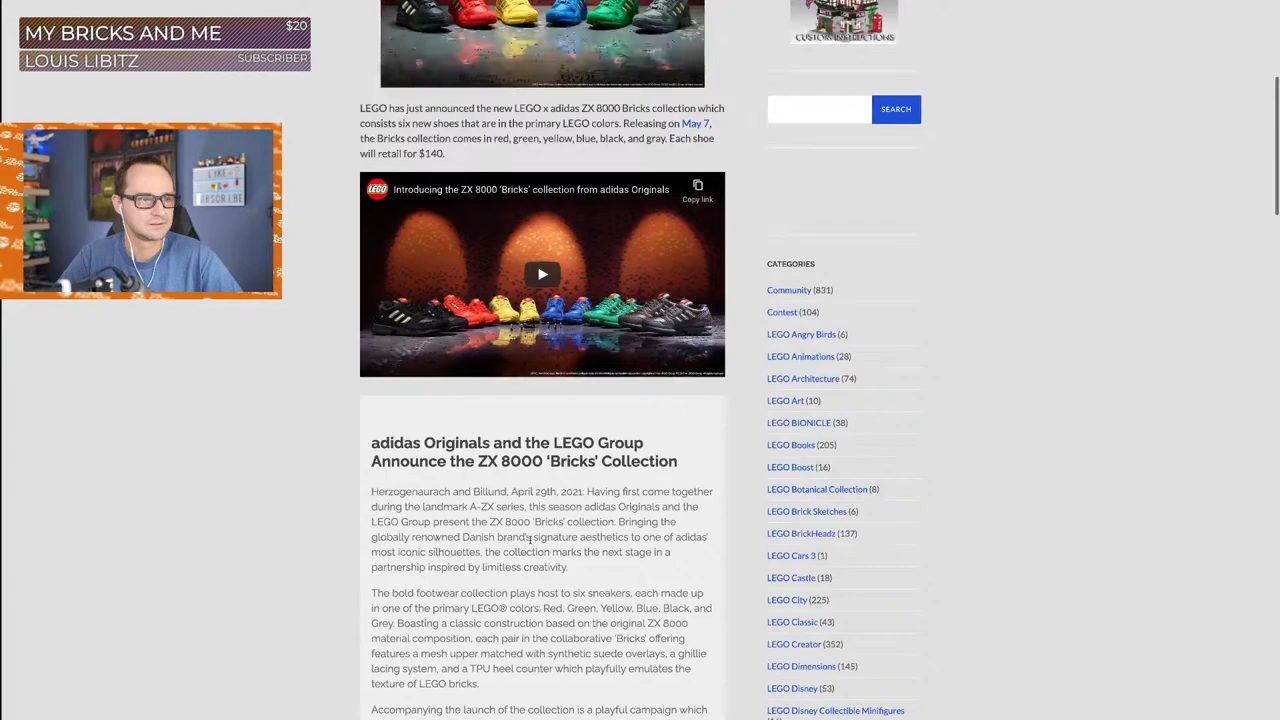 MY BRICKS AND ME
$20
LOUIS LIBITZ
SUBSCRIBER
LIKE
SUBSCRIBE
CUSTOM INSTRUCTIONS
SEARCH
LEGO has just announced the new LEGO x adidas ZX 8000 Bricks collection which
consists six new shoes that are in the primary LEGO colors. Releasing on May 7,
the Bricks collection comes in red, green, yellow, blue, black, and gray. Each shoe
will retail for $140.
LEGO
Introducing the ZX 8000 'Bricks' collection from adidas Originals
Copy link
adidas Originals and the LEGO Group
Announce the ZX 8000 ‘Bricks’ Collection
Herzogenaurach and Billund, April 29th, 2021: Having first come together
during the landmark A-ZX series, this season adidas Originals and the
LEGO Group present the ZX 8000 ‘Bricks’ collection. Bringing the
globally renowned Danish brand’s signature aesthetics to one of adidas’
most iconic silhouettes, the collection marks the next stage in a
partnership inspired by limitless creativity.
The bold footwear collection plays host to six sneakers, each made up
in one of the primary LEGO® colors: Red, Green, Yellow, Blue, Black, and
Grey. Boasting a classic construction based on the original ZX 8000
material composition, each pair in the collaborative ‘Bricks’ offering
features a mesh upper matched with synthetic suede overlays, a ghillie
lacing system, and a TPU heel counter which playfully emulates the
texture of LEGO bricks.
Accompanying the launch of the collection is a playful campaign which
CATEGORIES
Community (831)
Contest (104)
LEGO Angry Birds (6)
LEGO Animations (28)
LEGO Architecture (74)
LEGO Art (10)
LEGO BIONICLE (38)
LEGO Books (205)
LEGO Boost (16)
LEGO Botanical Collection (8)
LEGO Brick Sketches (6)
LEGO BrickHeadz (137)
LEGO Cars 3 (1)
LEGO Castle (18)
LEGO City (225)
LEGO Classic (43)
LEGO Creator (352)
LEGO Dimensions (145)
LEGO Disney (53)
LEGO Disney Collectible Minifigures